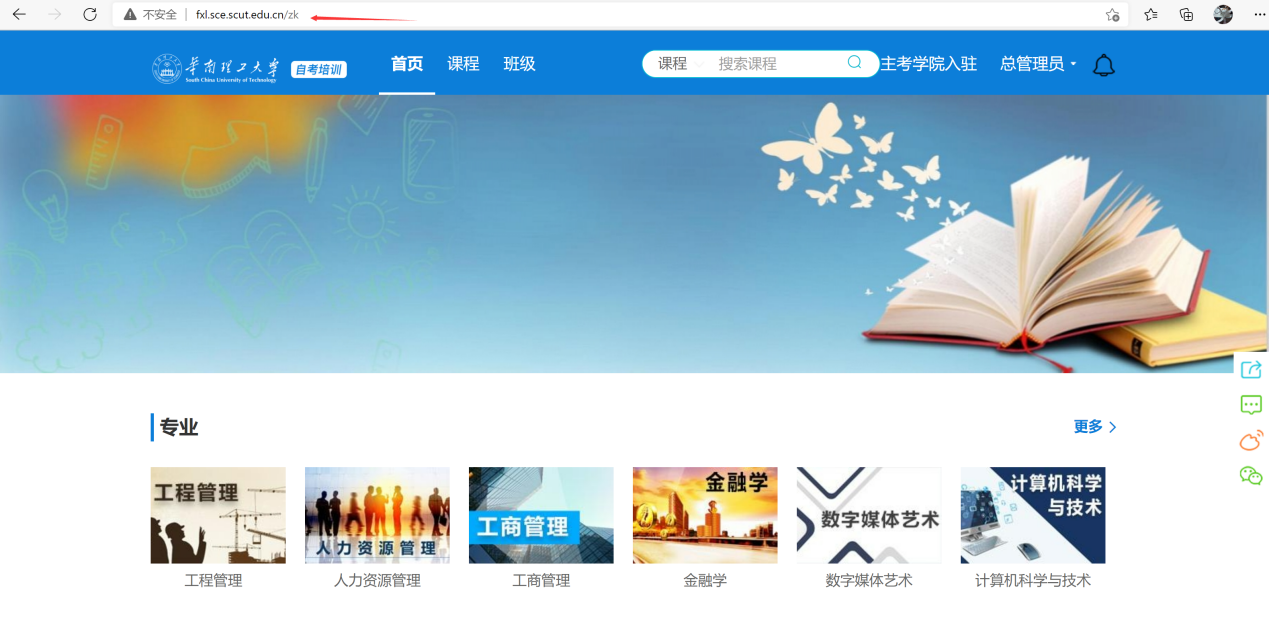 不安全 fxl.sce.scut.edu.cn/zk
华南理工大学 自考培训 首页 课程 班级 课程 搜索课程 主考学院入驻 总管理员
South China University of Technology
专业 更多
工程管理 人力资源管理 工商管理 金融学 数字媒体艺术 计算机科学与技术
工程管理 人力资源管理 工商管理 金融学 数字媒体艺术 计算机科学与技术